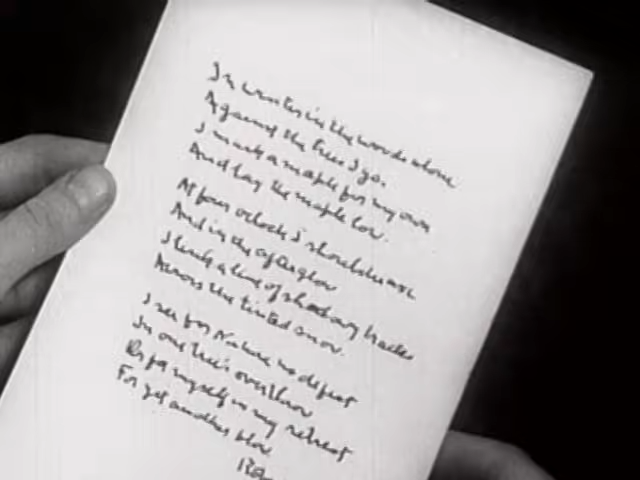 In winter in the woods alone
Against the trees I go.
I mark a maple for my own
And lay the maple low.
At four oclock I shoulder axe
And in the afterglow
I link a line of shadowy tracks
Across the tinted snow.
I see for Nature no defeat
In one tree's overthrow
Or for myself in my retreat
For yet another blow.